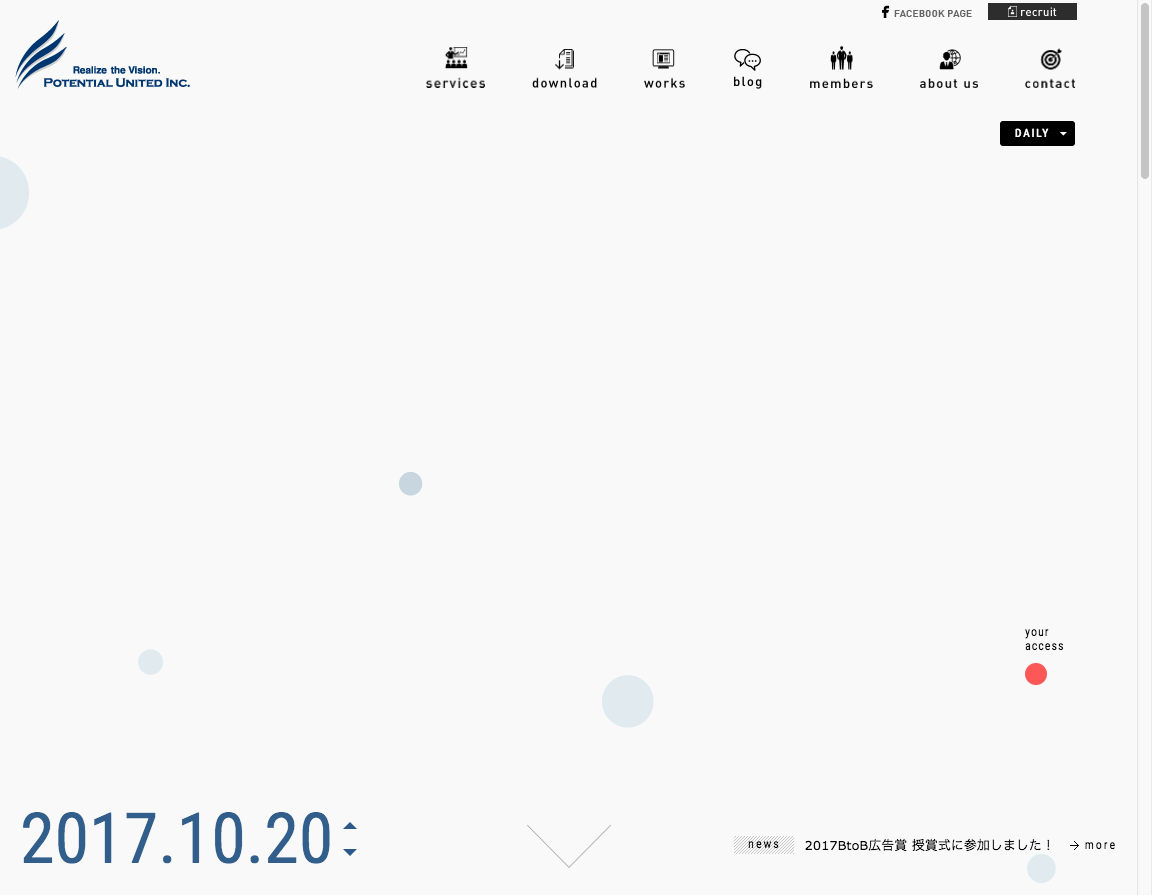 FACEBOOK PAGE
recruit
Realize the Vision.
POTENTIAL UNITED INC.
services
download
works
blog
members
about us
contact
DAILY
your
access
2017.10.20
news
2017BtoB広告賞 授賞式に参加しました！
more